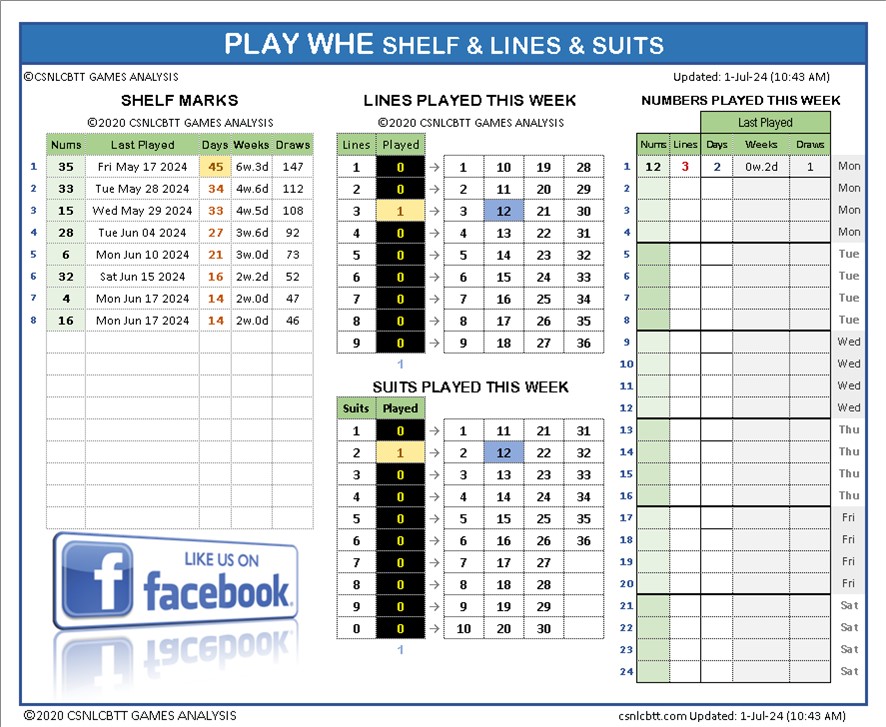 PLAY WHE SHELF & LINES & SUITS
©CSNLCBTT GAMES ANALYSIS
Updated: 1-Jul-24 (10:43 AM)
SHELF MARKS
©2020 CSNLCBTT GAMES ANALYSIS
Nums Last Played Days Weeks Draws
1 35 Fri May 17 2024 45 6w.3d 147
2 33 Tue May 28 2024 34 4w.6d 112
3 15 Wed May 29 2024 33 4w.5d 108
4 28 Tue Jun 04 2024 27 3w.6d 92
5 6 Mon Jun 10 2024 21 3w.0d 73
6 32 Sat Jun 15 2024 16 2w.2d 52
7 4 Mon Jun 17 2024 14 2w.0d 47
8 16 Mon Jun 17 2024 14 2w.0d 46
LIKE US ON
f facebook.
LINES PLAYED THIS WEEK
©2020 CSNLCBTT GAMES ANALYSIS
Lines Played
1 0 → 1 10 19 28
2 0 → 2 11 20 29
3 1 → 3 12 21 30
4 0 → 4 13 22 31
5 0 → 5 14 23 32
6 0 → 6 15 24 33
7 0 → 7 16 25 34
8 0 → 8 17 26 35
9 0 → 9 18 27 36
1
SUITS PLAYED THIS WEEK
Suits Played
1 0 → 1 11 21 31
2 1 → 2 12 22 32
3 0 → 3 13 23 33
4 0 → 4 14 24 34
5 0 → 5 15 25 35
6 0 → 6 16 26 36
7 0 → 7 17 27
8 0 → 8 18 28
9 0 → 9 19 29
0 0 → 10 20 30
1
NUMBERS PLAYED THIS WEEK
Last Played
Nums Lines Days Weeks Draws
1 12 3 2 0w.2d 1 Mon
2 Mon
3 Mon
4 Mon
5 Tue
6 Tue
7 Tue
8 Tue
9 Wed
10 Wed
11 Wed
12 Wed
13 Thu
14 Thu
15 Thu
16 Thu
17 Fri
18 Fri
19 Fri
20 Fri
21 Sat
22 Sat
23 Sat
24 Sat
©2020 CSNLCBTT GAMES ANALYSIS
csnlcbtt.com Updated: 1-Jul-24 (10:43 AM)